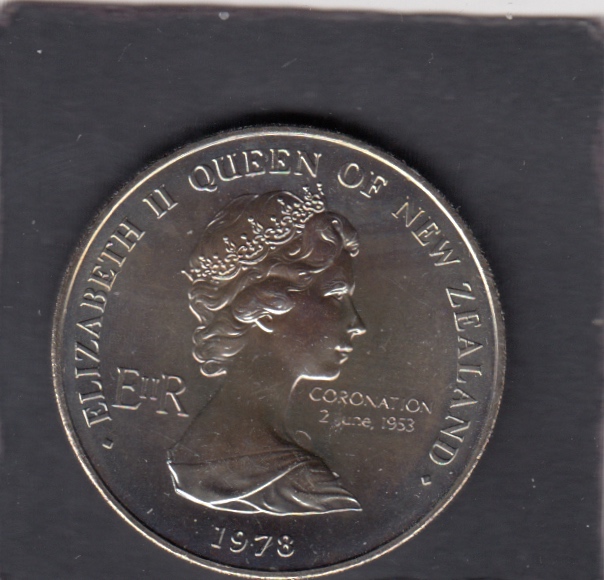 · ELIZABETH II QUEEN OF NEW ZEALAND ·
EIIR
CORONATION
2 June, 1953
1978